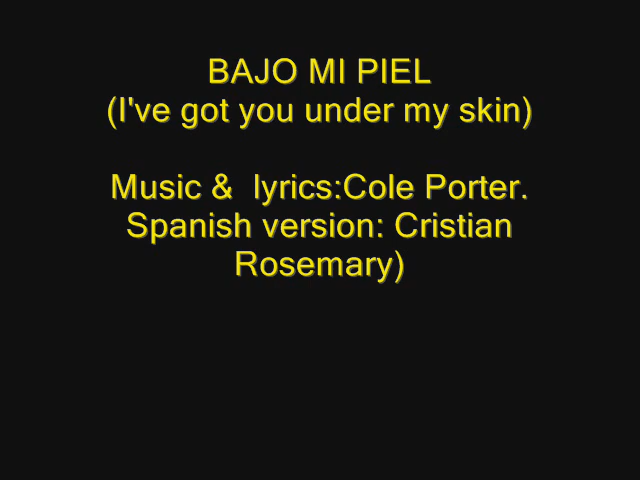 BAJO MI PIEL
(I've got you under my skin)
Music &  lyrics:Cole Porter.
Spanish version: Cristian
Rosemary)